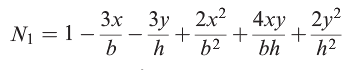 N₁ = 1 − 3x/b − 3y/h + 2x²/b² + 4xy/bh + 2y²/h²